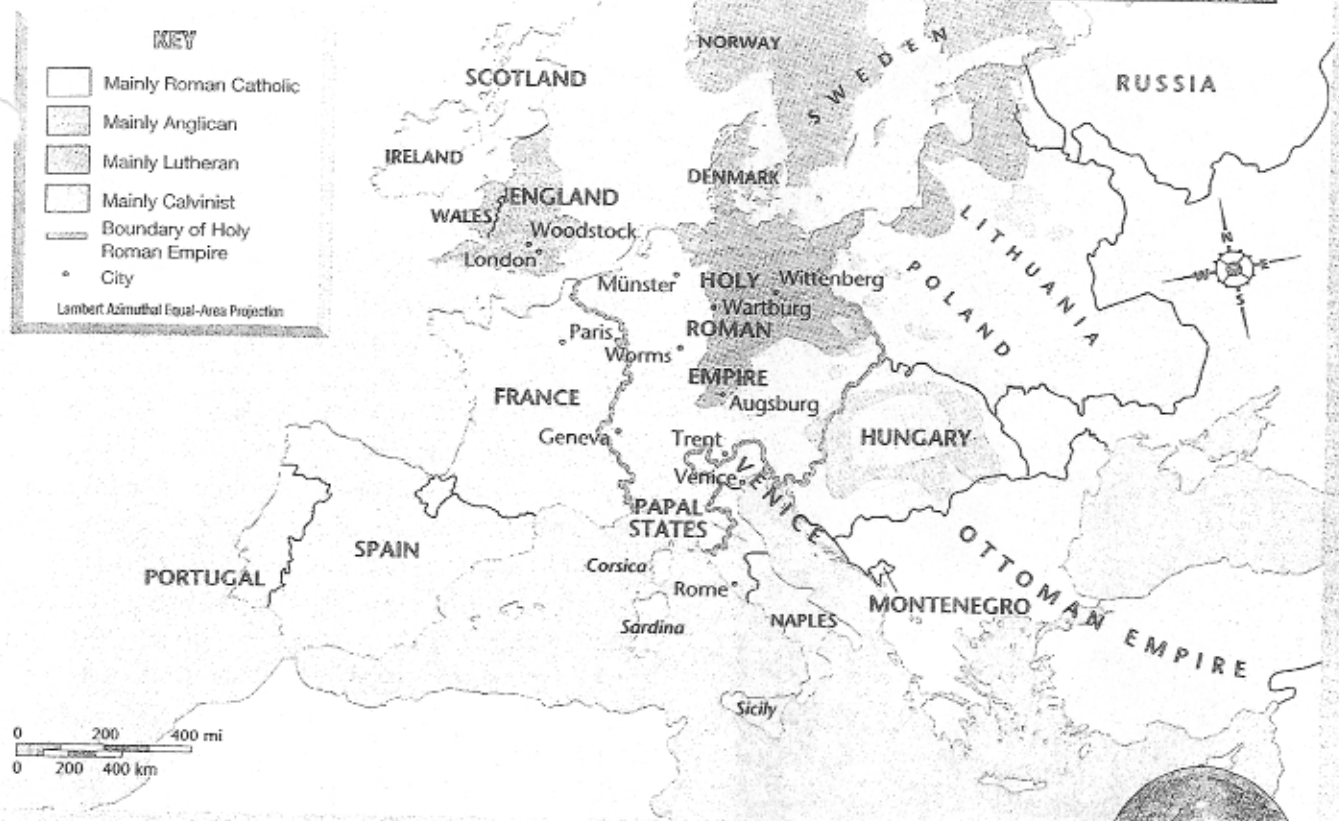 KEY
Mainly Roman Catholic
Mainly Anglican
Mainly Lutheran
Mainly Calvinist
Boundary of Holy
Roman Empire
City
Lambert Azimuthal Equal-Area Projection
NORWAY
SWEDEN
SCOTLAND
RUSSIA
IRELAND
DENMARK
ENGLAND
WALES
Woodstock
London
LITHUANIA
POLAND
N
W
E
S
Münster
HOLY
Wittenberg
Wartburg
ROMAN
Paris
Worms
EMPIRE
Augsburg
FRANCE
Geneva
Trent
HUNGARY
Venice
VENICE
PAPAL
STATES
SPAIN
PORTUGAL
Corsica
Rome
Sardina
NAPLES
MONTENEGRO
OTTOMAN EMPIRE
Sicily
0 200 400 mi
0 200 400 km